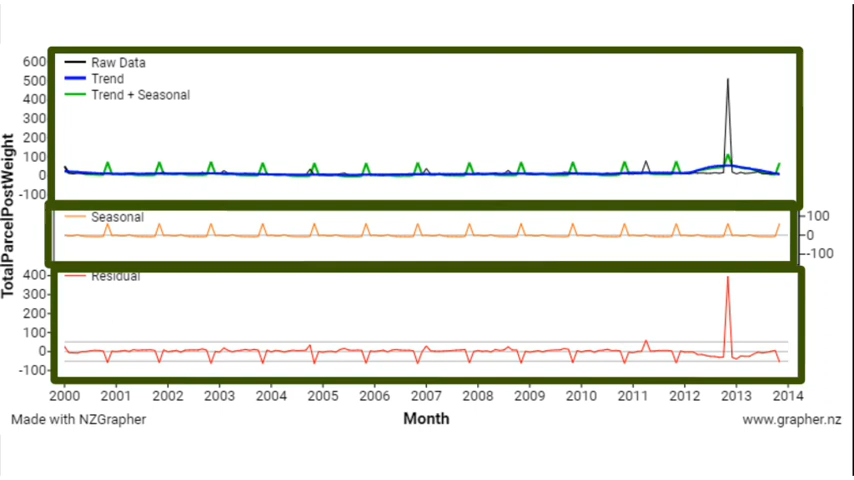 600
Raw Data
500
Trend
400
Trend + Seasonal
300
200
100
0
-100
TotalParcelPostWeight
Seasonal
100
0
-100
400
Residual
300
200
100
0
-100
2000 2001 2002 2003 2004 2005 2006 2007 2008 2009 2010 2011 2012 2013 2014
Made with NZGrapher
Month
www.grapher.nz